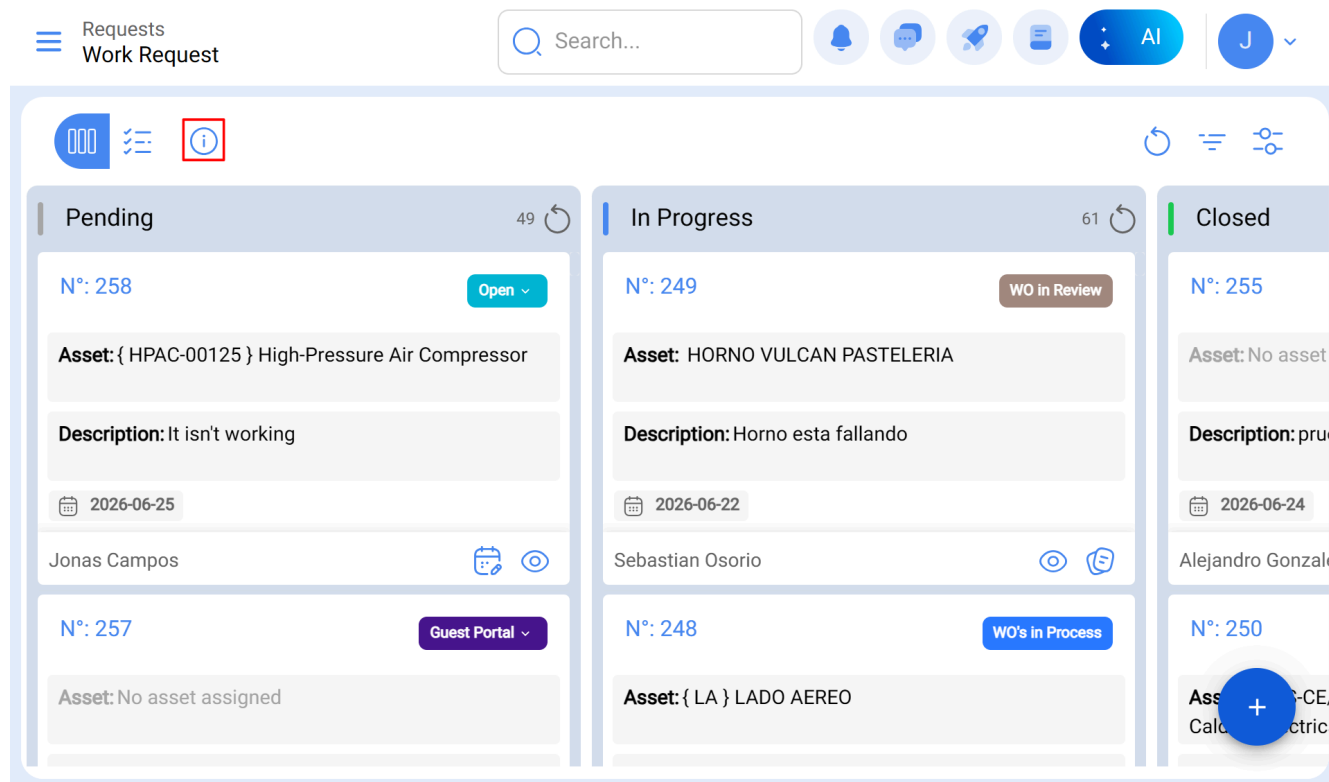 Requests
Work Request
Search...
AI
J
Pending
49
N°: 258
Open
Asset: { HPAC-00125 } High-Pressure Air Compressor
Description: It isn't working
2026-06-25
Jonas Campos
N°: 257
Guest Portal
Asset: No asset assigned
In Progress
61
N°: 249
WO in Review
Asset: HORNO VULCAN PASTELERIA
Description: Horno esta fallando
2026-06-22
Sebastian Osorio
N°: 248
WO's in Process
Asset: { LA } LADO AEREO
Closed
N°: 255
Asset: No asset
Description:
2026-06-24
Alejandro
N°: 250